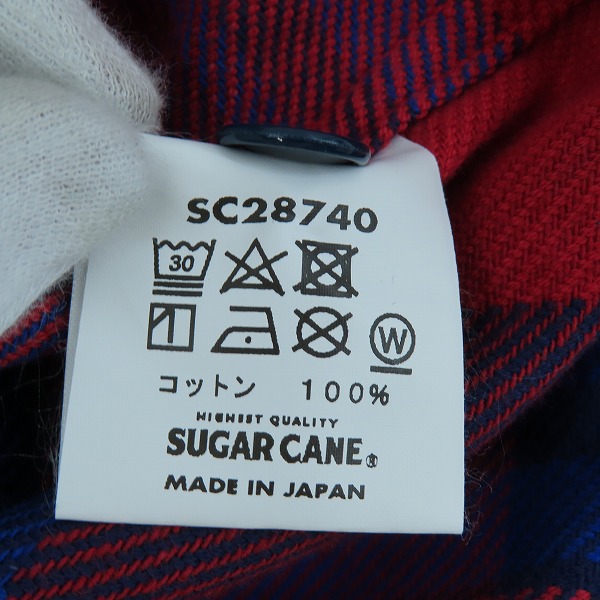 SC28740
30
W
コットン 100%
HIGHEST QUALITY
SUGAR CANE®
MADE IN JAPAN